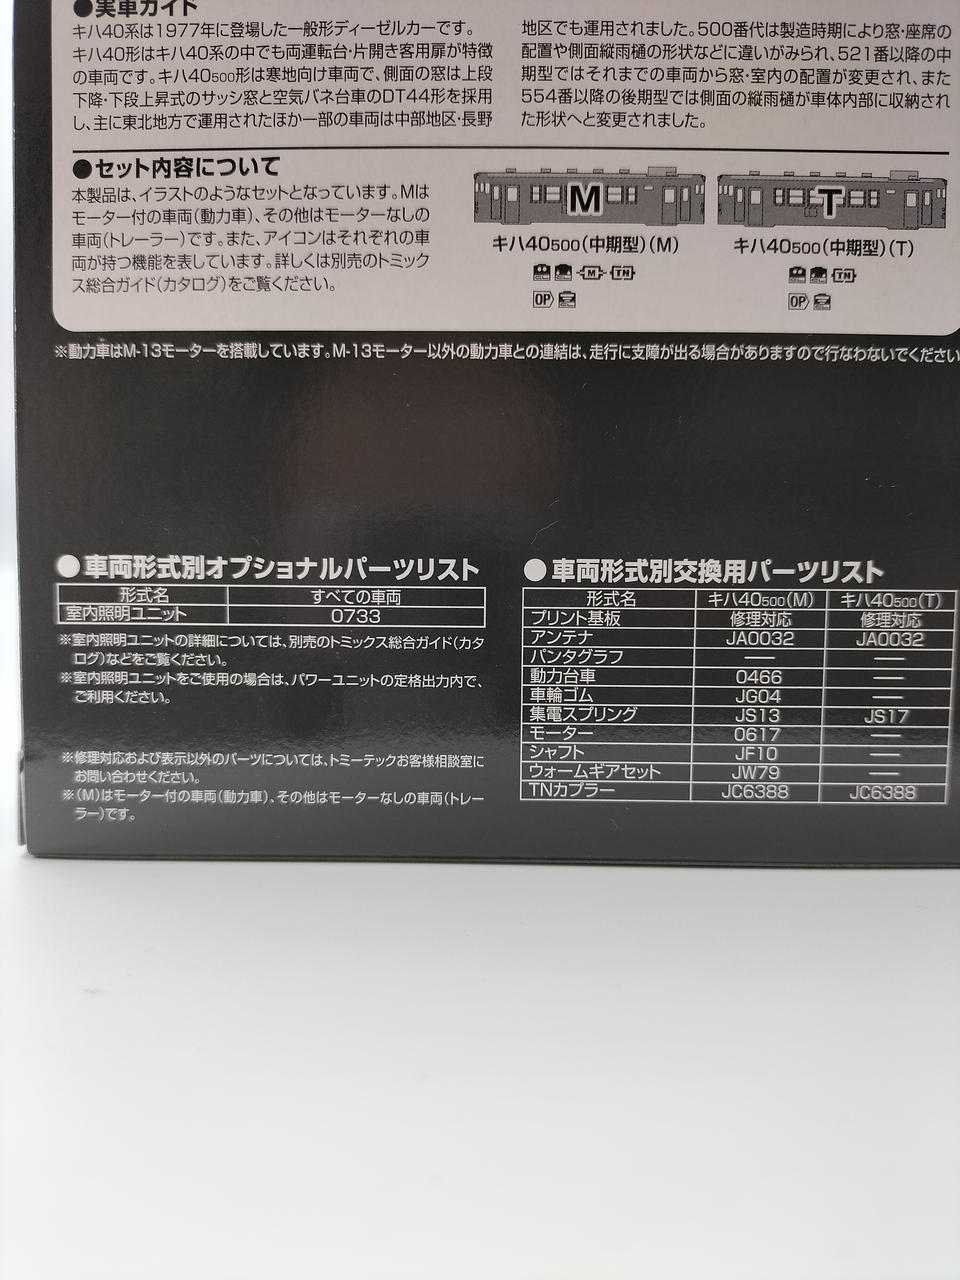 ●実車ガイド
キハ40系は1977年に登場した一般形ディーゼルカーです。
キハ40形はキハ40系の中でも両運転台・片開き客用扉が特徴
の車両です。キハ40500形は寒地向け車両で、側面の窓は上段
下降・下段上昇式のサッシ窓と空気バネ台車のDT44形を採用
し、主に東北地方で運用されたほか一部の車両は中部地区・長野
地区でも運用されました。500番代は製造時期により窓・座席の
配置や側面縦雨樋の形状などに違いがみられ、521番以降の中
期型ではそれまでの車両から窓・室内の配置が変更され、また
554番以降の後期型では側面の縦雨樋が車体内部に収納され
た形状へと変更されました。
●セット内容について
本製品は、イラストのようなセットとなっています。Mは
モーター付の車両(動力車)、その他はモーターなしの
車両(トレーラー)です。また、アイコンはそれぞれの車
両が持つ機能を表しています。詳しくは別売のトミック
ス総合ガイド(カタログ)をご覧ください。
M
キハ40500(中期型)(M)
M TN
OP
T
キハ40500(中期型)(T)
TN
OP
※動力車はM-13モーターを搭載しています。M-13モーター以外の動力車との連結は、走行に支障が出る場合がありますので行なわないでください
●車両形式別オプショナルパーツリスト
形式名 すべての車両
室内照明ユニット 0733
※室内照明ユニットの詳細については、別売のトミックス総合ガイド(カタ
ログ)などをご覧ください。
※室内照明ユニットをご使用の場合は、パワーユニットの定格出力内で、
ご利用ください。
※修理対応および表示以外のパーツについては、トミーテックお客様相談室に
お問い合わせください。
※(M)はモーター付の車両(動力車)、その他はモーターなしの車両(トレー
ラー)です。
●車両形式別交換用パーツリスト
形式名 キハ40500(M) キハ40500(T)
プリント基板 修理対応 修理対応
アンテナ JA0032 JA0032
パンタグラフ — —
動力台車 0466 —
車輪ゴム JG04 —
集電スプリング JS13 JS17
モーター 0617 —
シャフト JF10 —
ウォームギアセット JW79 —
TNカプラー JC6388 JC6388